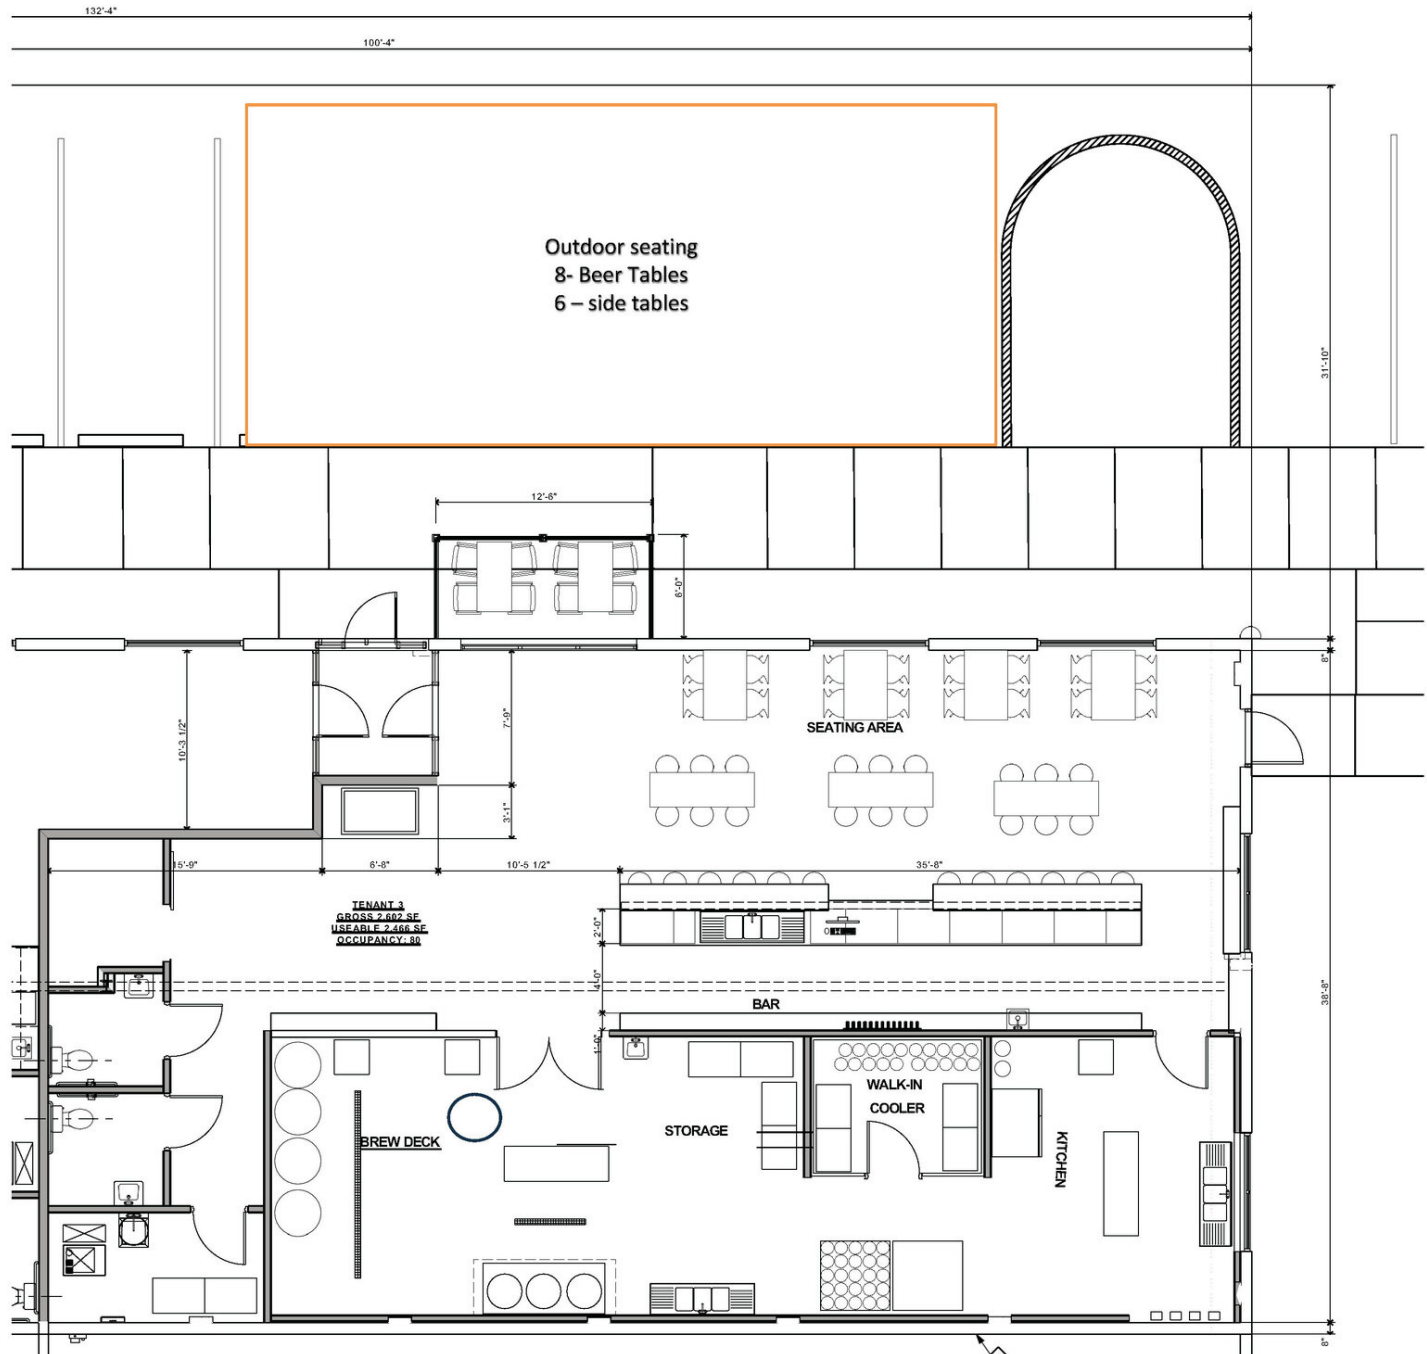 132'-4"
100'-4"
Outdoor seating
8- Beer Tables
6 – side tables
31'-10"
12'-6"
6'-0"
8"
10'-3 1/2"
7'-9"
SEATING AREA
3'-1"
15'-9"
6'-8"
10'-5 1/2"
35'-8"
TENANT 3
GROSS 2,602 SF
USEABLE 2,466 SF
OCCUPANCY: 80
2'-0"
4'-0"
38'-8"
BAR
1'-0"
WALK-IN
COOLER
STORAGE
BREW DECK
KITCHEN
8"